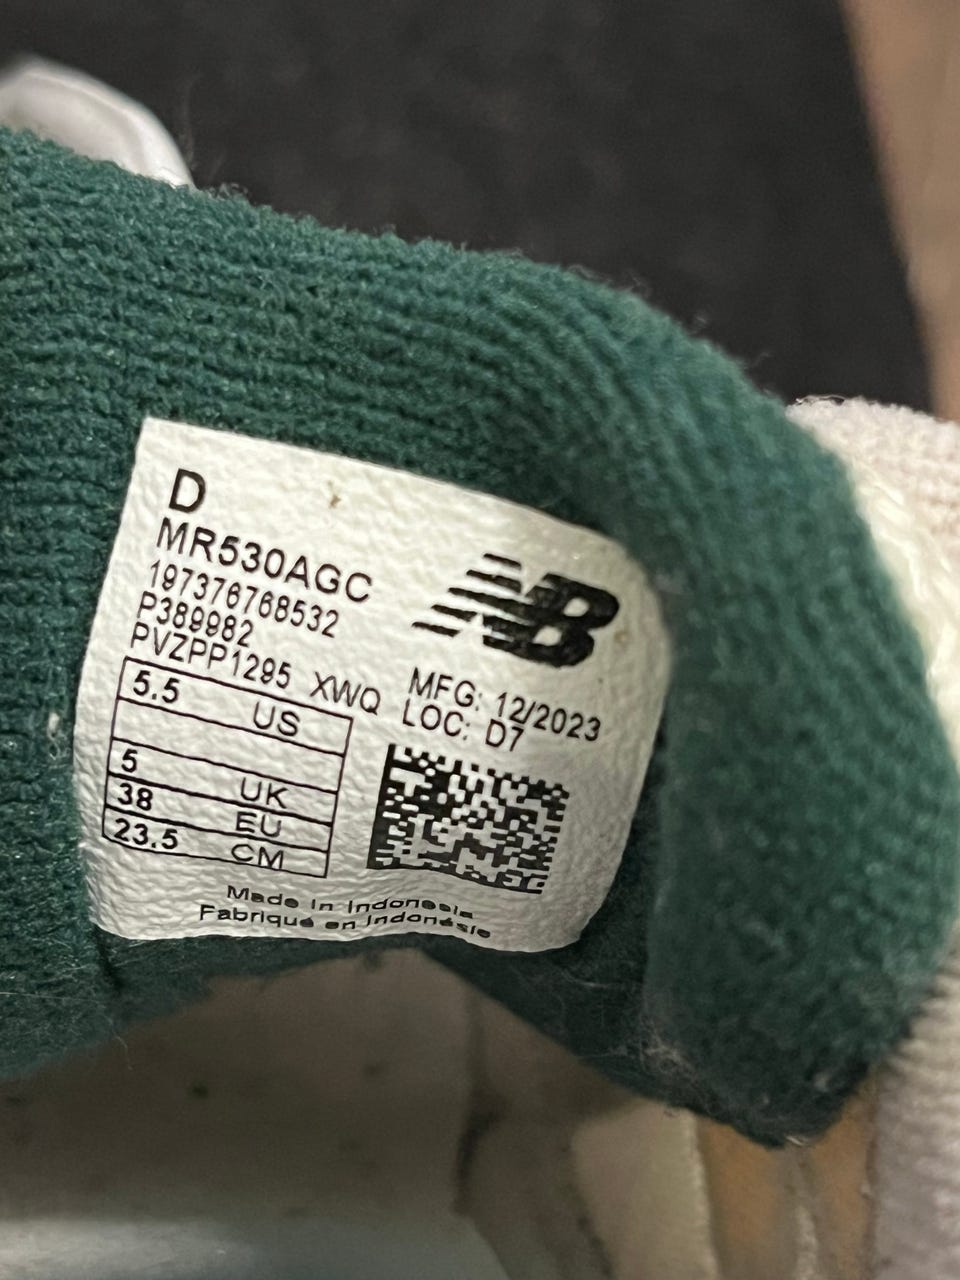 D
MR530AGC
197376768532
P389982
PVZPP1295 XWQ
NB
MFG: 12/2023
LOC: D7
5.5 US
5 UK
38 EU
23.5 CM
Made in Indonesia
Fabriqué en Indonésie